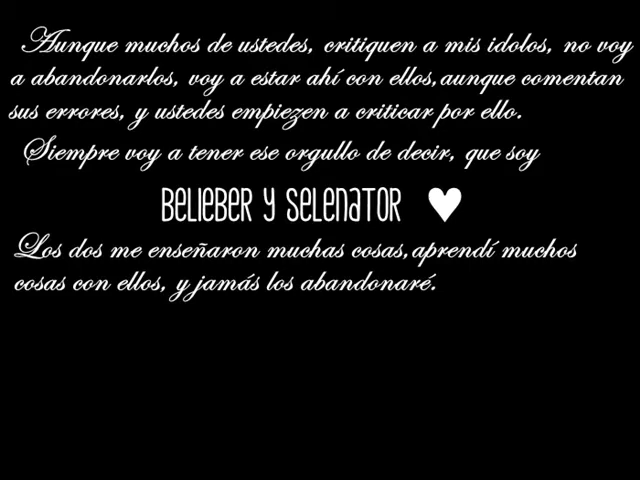 Aunque muchos de ustedes, critiquen a mis idolos, no voy
a abandonarlos, voy a estar ahí con ellos,aunque comentan
sus errores, y ustedes empiezen a criticar por ello.
Siempre voy a tener ese orgullo de decir, que soy
Belieber y Selenator ♥
Los dos me enseñaron muchas cosas,aprendí muchos
cosas con ellos, y jamás los abandonaré.